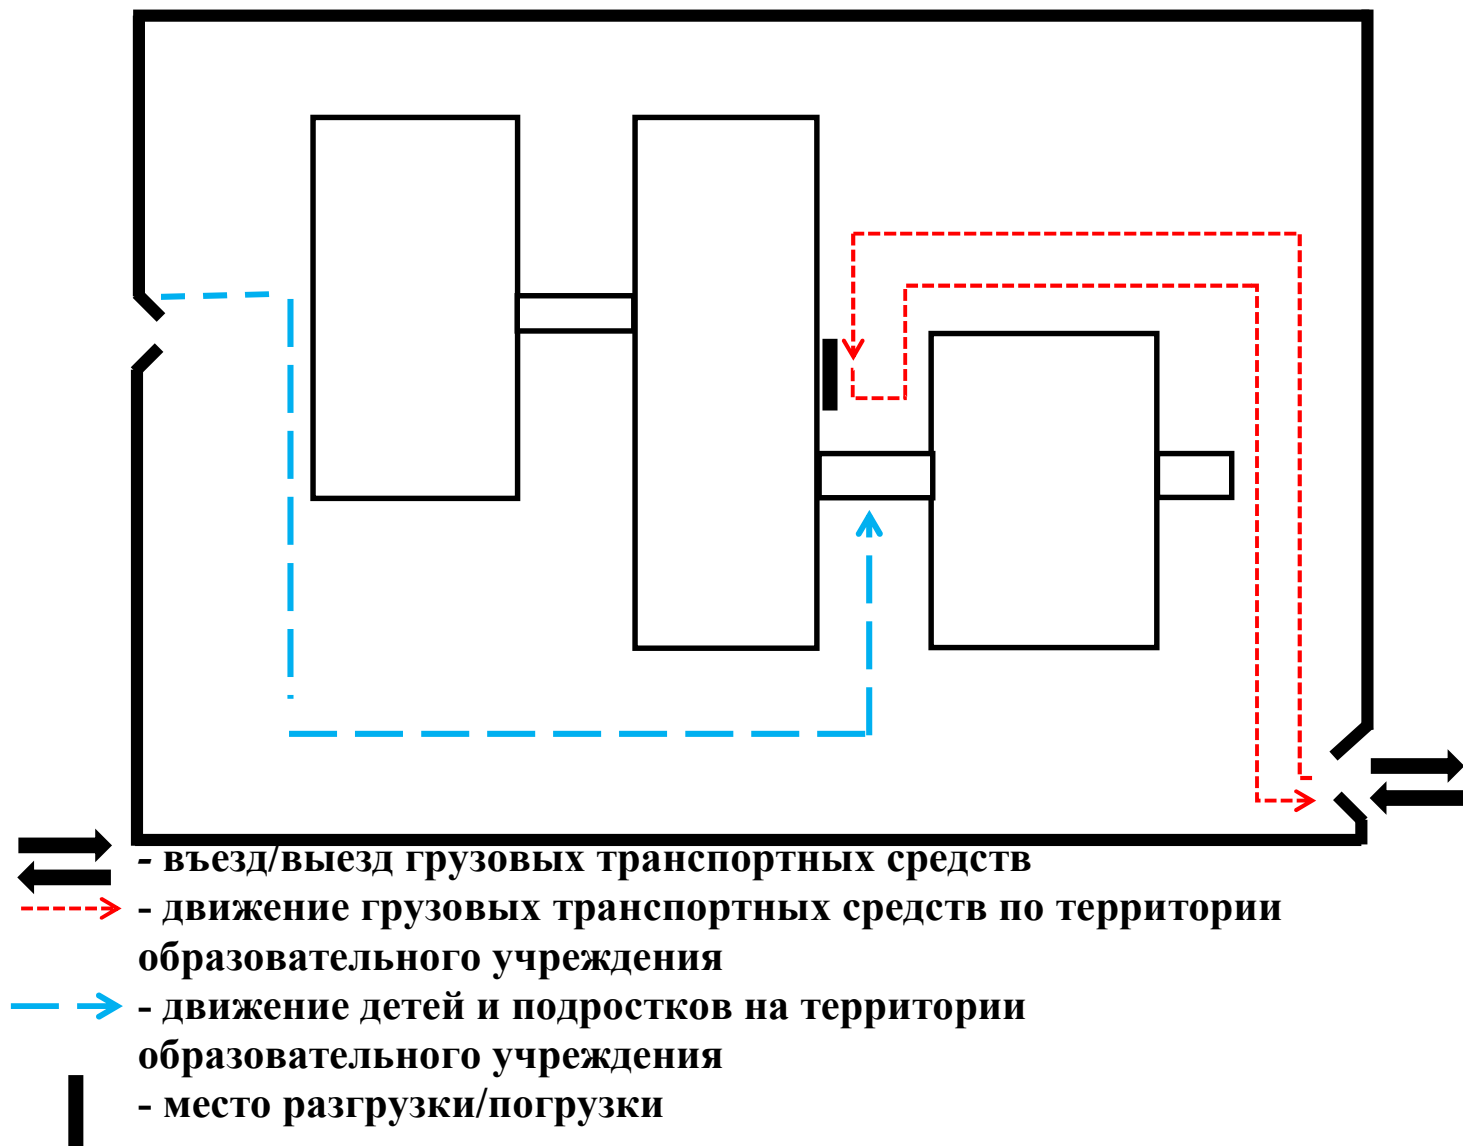 - въезд/выезд грузовых транспортных средств
- движение грузовых транспортных средств по территории
образовательного учреждения
- движение детей и подростков на территории
образовательного учреждения
- место разгрузки/погрузки